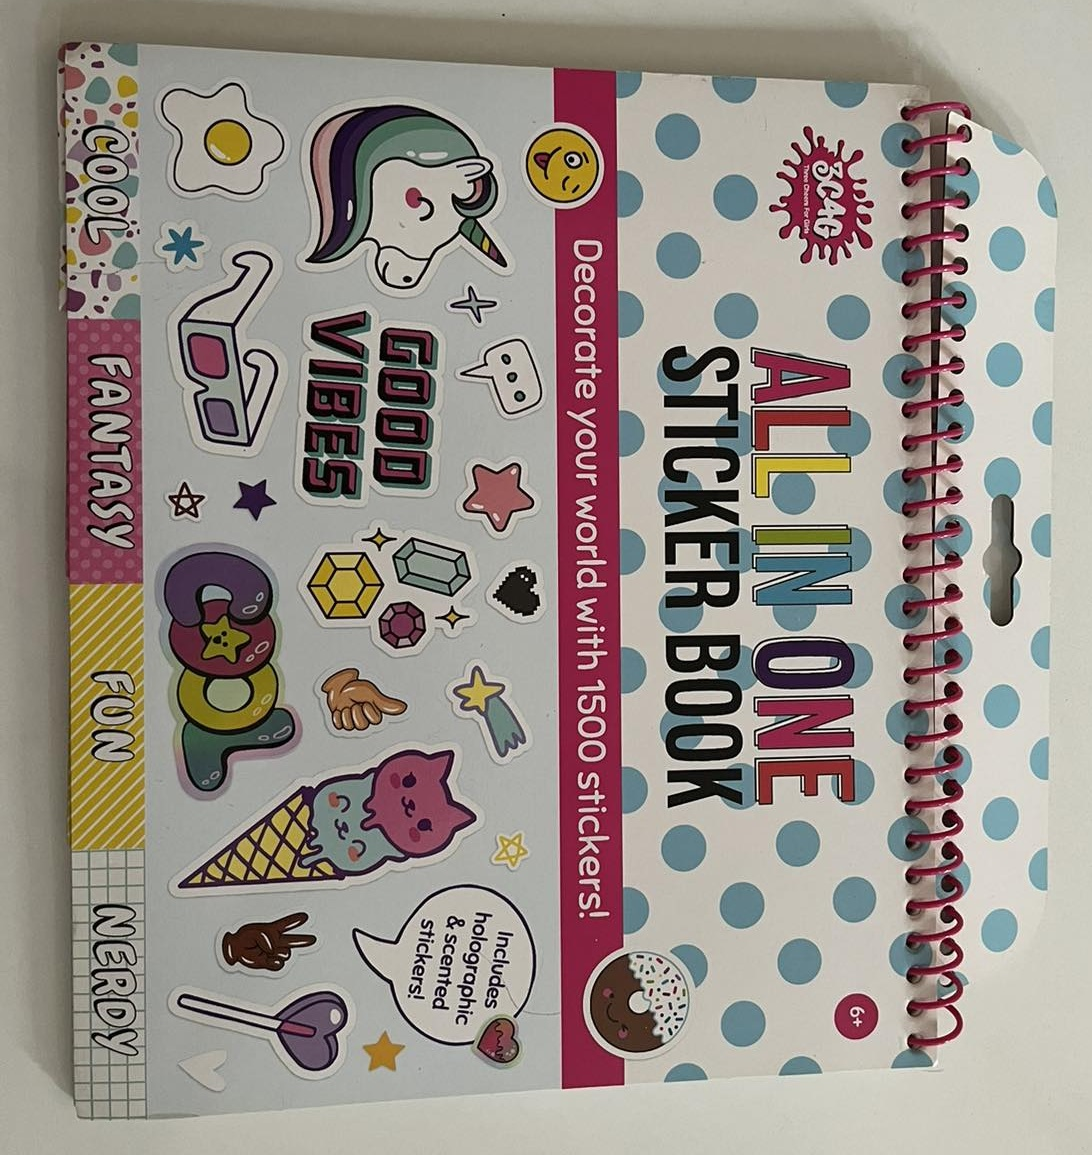 3C4G
Three Cheers For Girls
ALL IN ONE
STICKER BOOK
6+
Decorate your world with 1500 stickers!
GOOD
VIBES
Includes
holographic
& scented
stickers!
COOL
COOL
FANTASY
FUN
NERDY